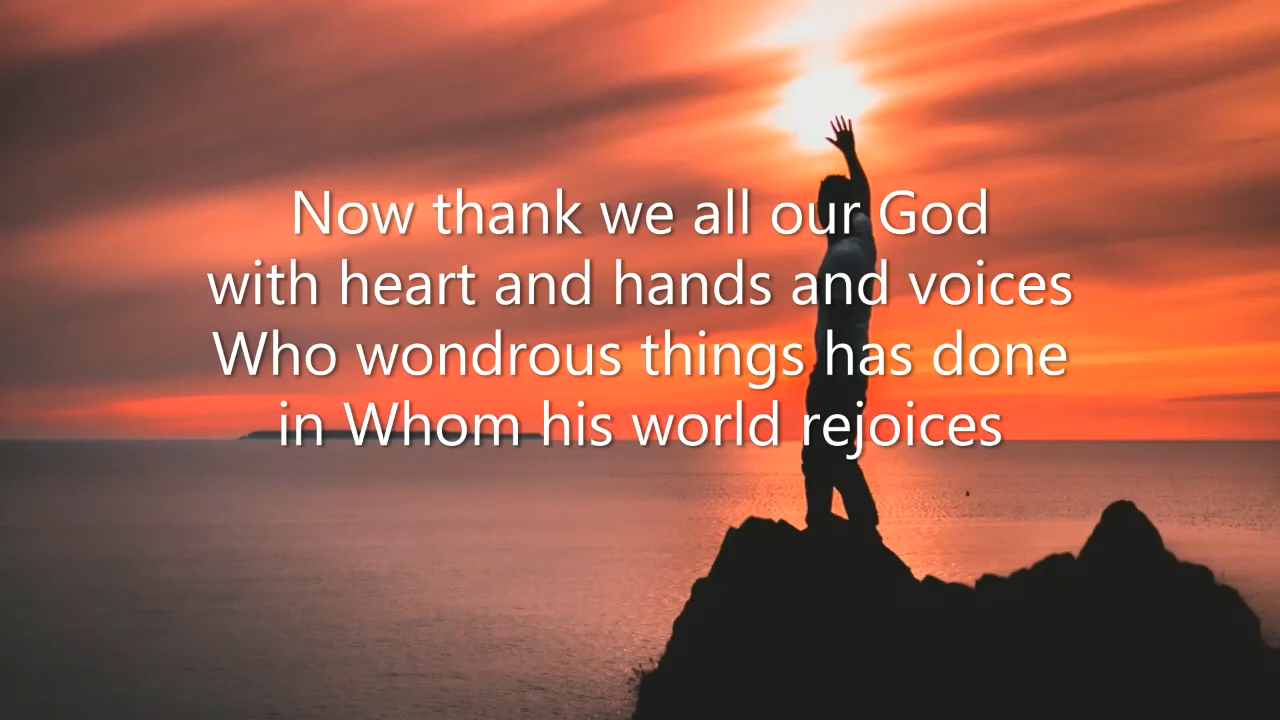 Now thank we all our God
with heart and hands and voices
Who wondrous things has done
in Whom his world rejoices